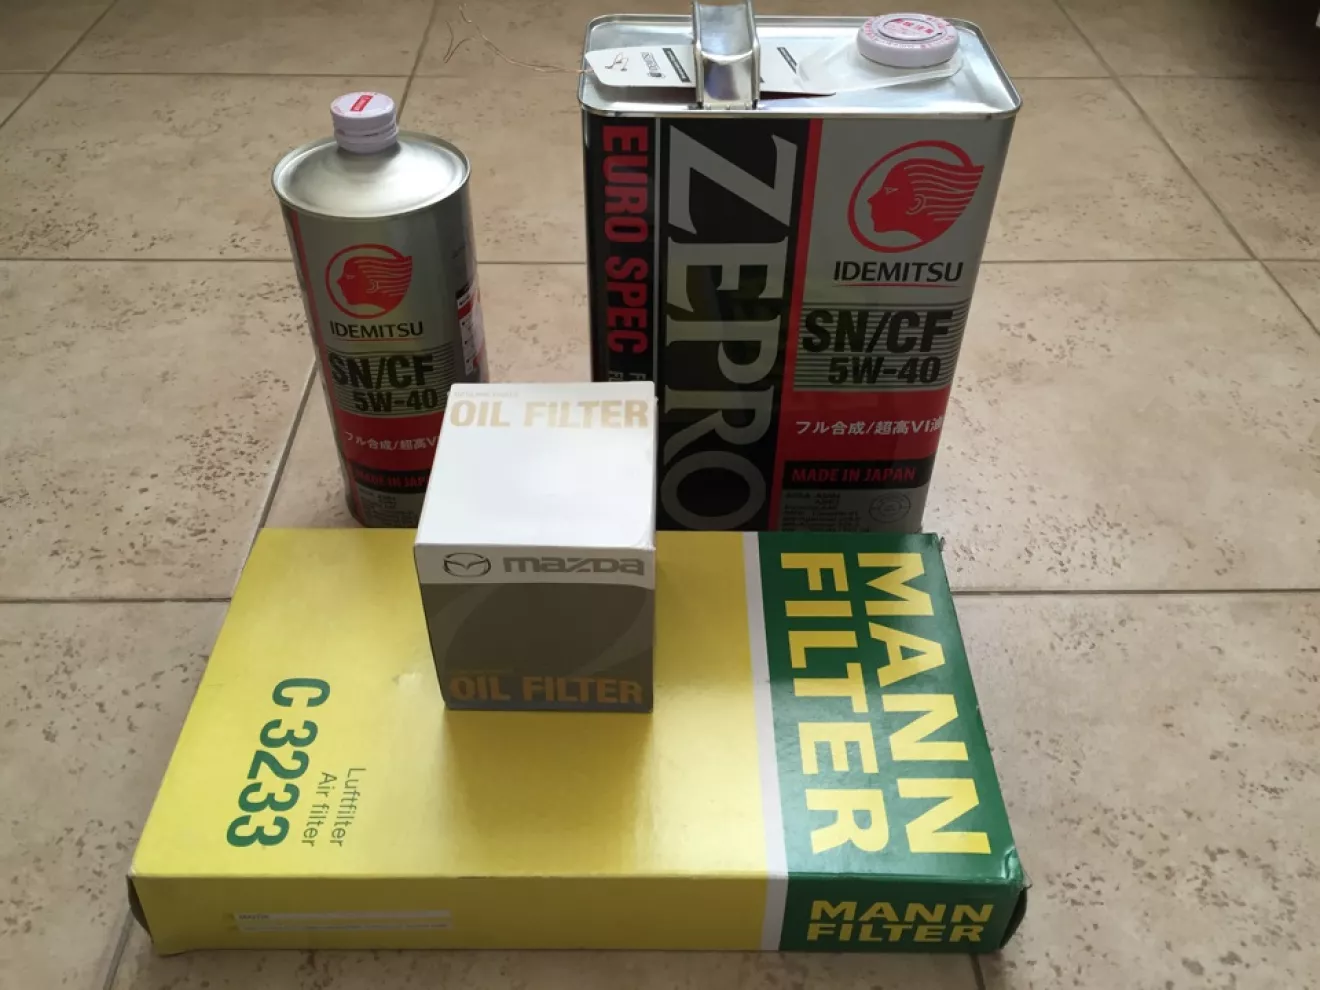 IDEMITSU
SN/CF
5W-40
フル合成/超高V
MADE IN JAPAN
EURO SPEC
ZEPRO
IDEMITSU
SN/CF
5W-40
フル合成/超高VI油
MADE IN JAPAN
OIL FILTER
mazda
OIL FILTER
C 3233
Luftfilter
Air filter
MANN
FILTER
MANN
FILTER